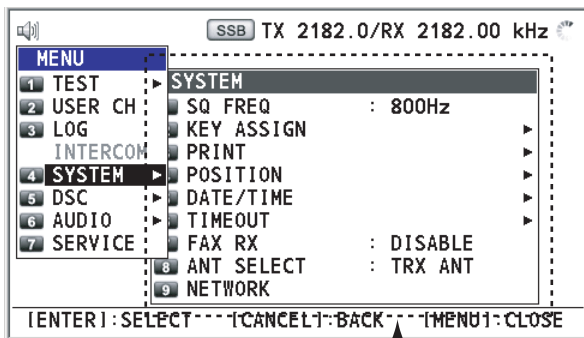 SSB TX 2182.0/RX 2182.00 kHz
MENU
1 TEST
2 USER CH
3 LOG
INTERCOM
4 SYSTEM
5 DSC
6 AUDIO
7 SERVICE
SYSTEM
SQ FREQ : 800Hz
KEY ASSIGN
PRINT
POSITION
DATE/TIME
TIMEOUT
FAX RX : DISABLE
8 ANT SELECT : TRX ANT
9 NETWORK
[ENTER]:SELECT [CANCEL]:BACK [MENU]:CLOSE